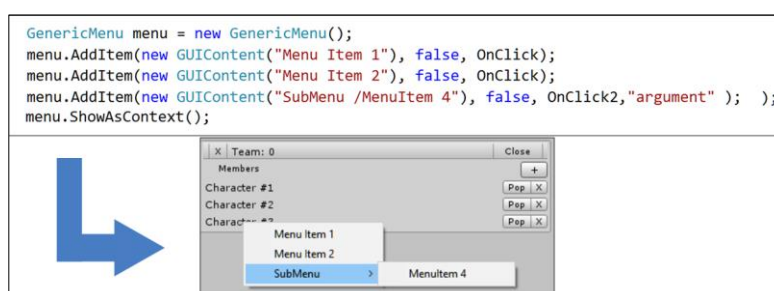 GenericMenu menu = new GenericMenu();
menu.AddItem(new GUIContent("Menu Item 1"), false, OnClick);
menu.AddItem(new GUIContent("Menu Item 2"), false, OnClick);
menu.AddItem(new GUIContent("SubMenu /MenuItem 4"), false, OnClick2,"argument" ); );
menu.ShowAsContext();
X Team: 0 Close
Members +
Character #1 Pop X
Character #2 Pop X
Character #3 Pop X
Menu Item 1
Menu Item 2
SubMenu > MenuItem 4